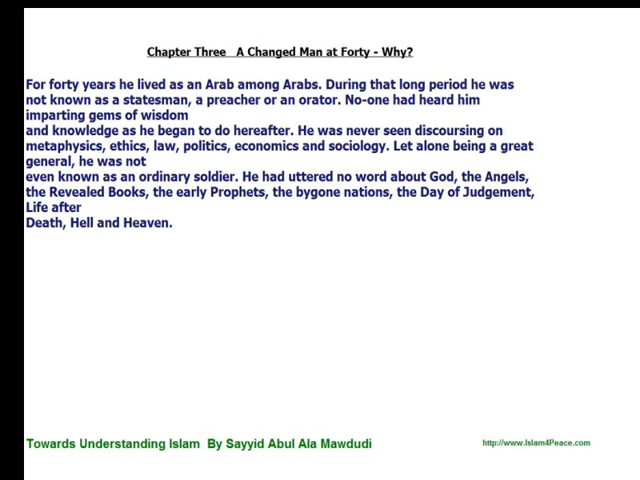 Chapter Three   A Changed Man at Forty - Why?
For forty years he lived as an Arab among Arabs. During that long period he was
not known as a statesman, a preacher or an orator. No-one had heard him
imparting gems of wisdom
and knowledge as he began to do hereafter. He was never seen discoursing on
metaphysics, ethics, law, politics, economics and sociology. Let alone being a great
general, he was not
even known as an ordinary soldier. He had uttered no word about God, the Angels,
the Revealed Books, the early Prophets, the bygone nations, the Day of Judgement,
Life after
Death, Hell and Heaven.
Towards Understanding Islam  By Sayyid Abul Ala Mawdudi
http://www.Islam4Peace.com